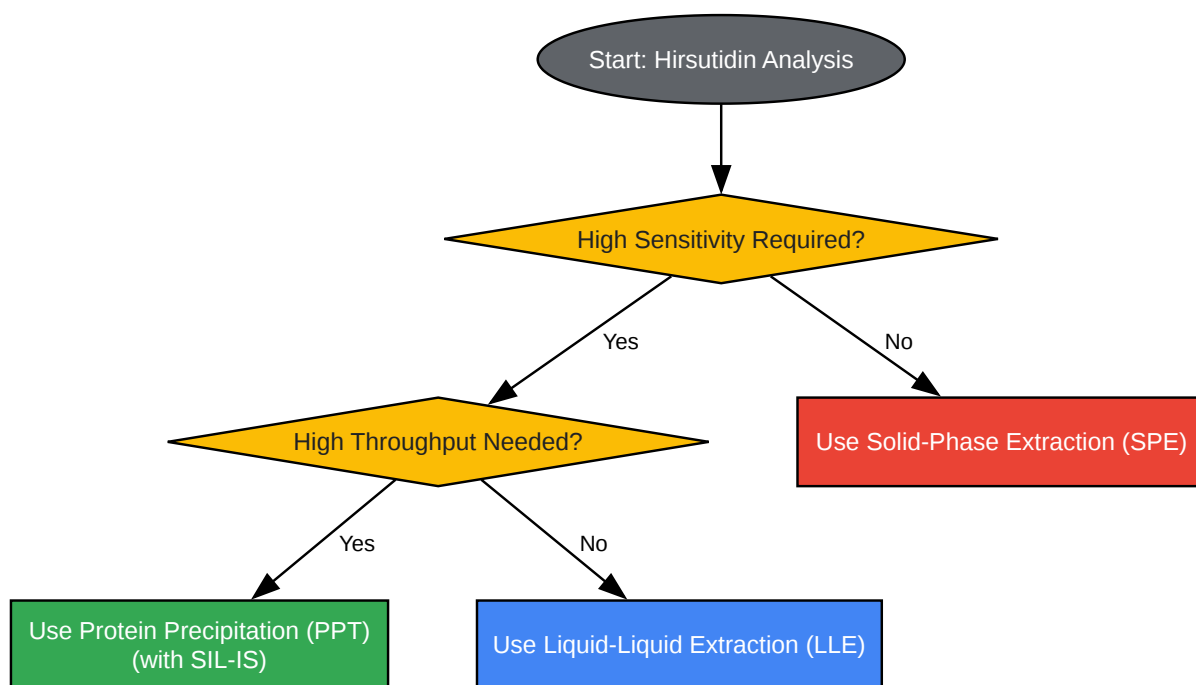 Start: Hirsutidin Analysis
High Sensitivity Required?
Yes
No
High Throughput Needed?
Use Solid-Phase Extraction (SPE)
Yes
No
Use Protein Precipitation (PPT)
(with SIL-IS)
Use Liquid-Liquid Extraction (LLE)